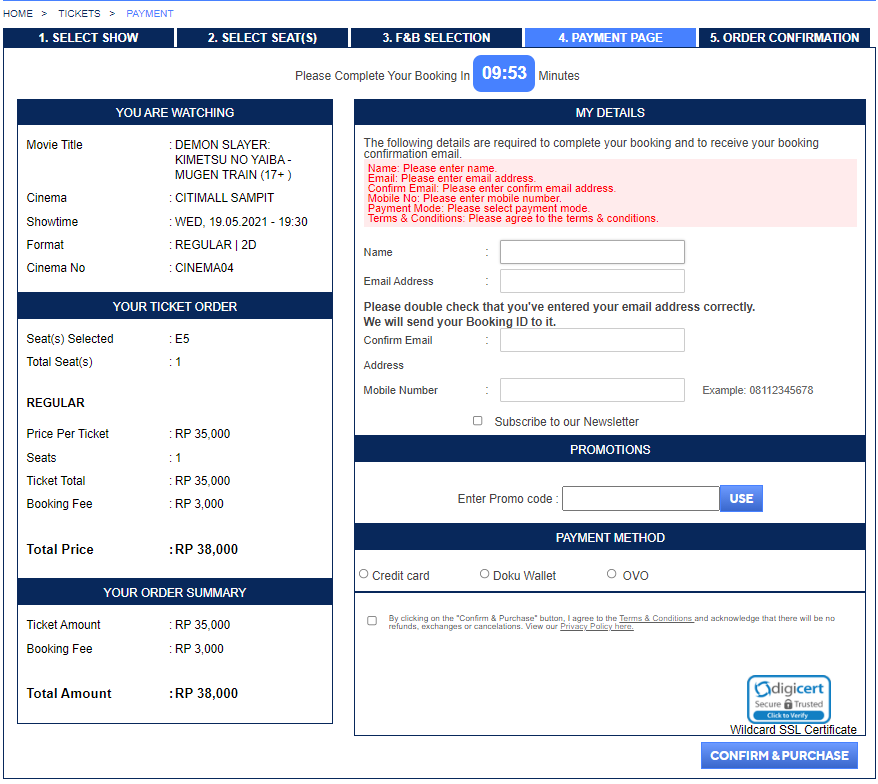 HOME > TICKETS > PAYMENT
1. SELECT SHOW 2. SELECT SEAT(S) 3. F&B SELECTION 4. PAYMENT PAGE 5. ORDER CONFIRMATION
Please Complete Your Booking In 09:53 Minutes
YOU ARE WATCHING
Movie Title : DEMON SLAYER:
KIMETSU NO YAIBA -
MUGEN TRAIN (17+ )
Cinema : CITIMALL SAMPIT
Showtime : WED, 19.05.2021 - 19:30
Format : REGULAR | 2D
Cinema No : CINEMA04
YOUR TICKET ORDER
Seat(s) Selected : E5
Total Seat(s) : 1
REGULAR
Price Per Ticket : RP 35,000
Seats : 1
Ticket Total : RP 35,000
Booking Fee : RP 3,000
Total Price : RP 38,000
YOUR ORDER SUMMARY
Ticket Amount : RP 35,000
Booking Fee : RP 3,000
Total Amount : RP 38,000
MY DETAILS
The following details are required to complete your booking and to receive your booking
confirmation email.
Name: Please enter name.
Email: Please enter email address.
Confirm Email: Please enter confirm email address.
Mobile No: Please enter mobile number.
Payment Mode: Please select payment mode.
Terms & Conditions: Please agree to the terms & conditions.
Name :
Email Address :
Please double check that you've entered your email address correctly.
We will send your Booking ID to it.
Confirm Email :
Address
Mobile Number : Example: 08112345678
Subscribe to our Newsletter
PROMOTIONS
Enter Promo code : USE
PAYMENT METHOD
Credit card Doku Wallet OVO
By clicking on the "Confirm & Purchase" button, I agree to the Terms & Conditions and acknowledge that there will be no
refunds, exchanges or cancelations. View our Privacy Policy here.
digicert
Secure Trusted
Click to Verify
Wildcard SSL Certificate
CONFIRM & PURCHASE